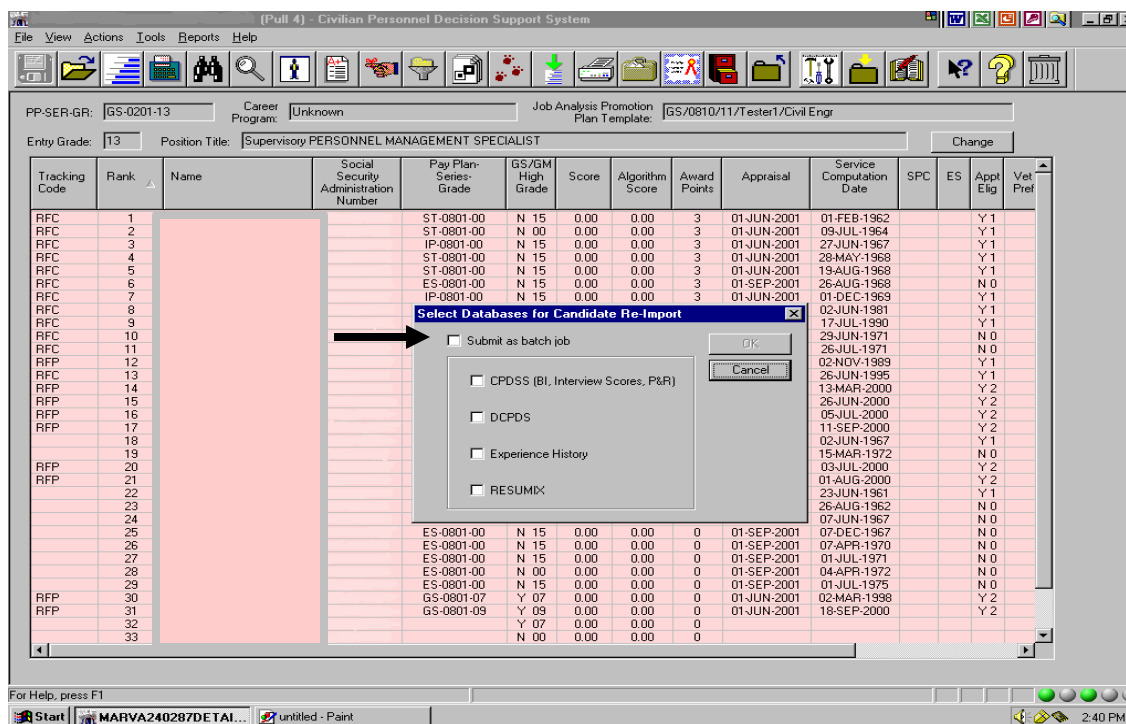 (Pull 4) - Civilian Personnel Decision Support System
File View Actions Tools Reports Help
PP-SER-GR: GS-0201-13 Career Program: Unknown Job Analysis Promotion Plan Template: GS/0810/11/Tester1/Civil Engr
Entry Grade: 13 Position Title: Supervisory PERSONNEL MANAGEMENT SPECIALIST Change
Tracking Code Rank Name Social Security Administration Number Pay Plan-Series-Grade GS/GM High Grade Score Algorithm Score Award Points Appraisal Service Computation Date SPC ES Appt Elig Vet Pref
RFC 1 ST-0801-00 N 15 0.00 0.00 3 01-JUN-2001 01-FEB-1962 Y 1
RFC 2 ST-0801-00 N 00 0.00 0.00 3 01-JUN-2001 09-JUL-1964 Y 1
RFC 3 IP-0801-00 N 15 0.00 0.00 3 01-JUN-2001 27-JUN-1967 Y 1
RFC 4 ST-0801-00 N 15 0.00 0.00 3 01-JUN-2001 28-MAY-1968 Y 1
RFC 5 ST-0801-00 N 15 0.00 0.00 3 01-JUN-2001 19-AUG-1968 Y 1
RFC 6 ES-0801-00 N 15 0.00 0.00 3 01-SEP-2001 26-AUG-1968 N 0
RFC 7 IP-0801-00 N 15 0.00 0.00 3 01-JUN-2001 01-DEC-1969 Y 1
RFC 8 02-JUN-1981 Y 1
RFC 9 17-JUL-1990 Y 1
RFC 10 29-JUN-1971 N 0
RFC 11 26-JUL-1971 N 0
RFP 12 02-NOV-1989 Y 1
RFC 13 26-JUN-1995 Y 1
RFP 14 13-MAR-2000 Y 2
RFP 15 26-JUN-2000 Y 2
RFP 16 05-JUL-2000 Y 2
RFP 17 11-SEP-2000 Y 2
18 02-JUN-1967 Y 1
19 15-MAR-1972 N 0
RFP 20 03-JUL-2000 Y 2
RFP 21 01-AUG-2000 Y 2
22 23-JUN-1961 Y 1
23 26-AUG-1962 N 0
24 07-JUN-1967 N 0
25 ES-0801-00 N 15 0.00 0.00 0 01-SEP-2001 07-DEC-1967 N 0
26 ES-0801-00 N 15 0.00 0.00 0 01-SEP-2001 07-APR-1970 N 0
27 ES-0801-00 N 15 0.00 0.00 0 01-SEP-2001 01-JUL-1971 N 0
28 ES-0801-00 N 00 0.00 0.00 0 01-SEP-2001 04-APR-1972 N 0
29 ES-0801-00 N 15 0.00 0.00 0 01-SEP-2001 01-JUL-1975 N 0
RFP 30 GS-0801-07 Y 07 0.00 0.00 0 01-JUN-2001 02-MAR-1998 Y 2
RFP 31 GS-0801-09 Y 09 0.00 0.00 0 01-JUN-2001 18-SEP-2000 Y 2
32 Y 07 0.00 0.00 0
33 N 00 0.00 0.00 0
Select Databases for Candidate Re-Import
Submit as batch job OK
Cancel
CPDSS (BI, Interview Scores, P&R)
DCPDS
Experience History
RESUMIX
For Help, press F1
Start MARVA240287DETAI... untitled - Paint 2:40 PM